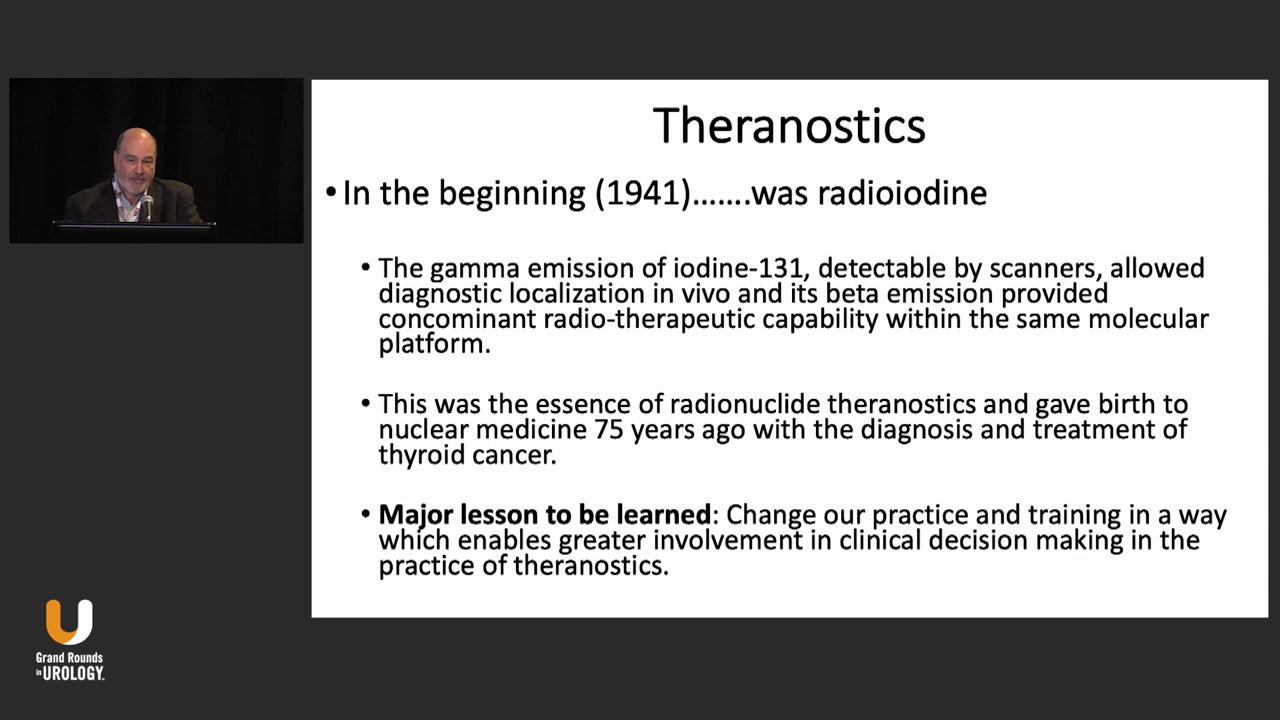 Theranostics
• In the beginning (1941).......was radioiodine
• The gamma emission of iodine-131, detectable by scanners, allowed
diagnostic localization in vivo and its beta emission provided
concominant radio-therapeutic capability within the same molecular
platform.
• This was the essence of radionuclide theranostics and gave birth to
nuclear medicine 75 years ago with the diagnosis and treatment of
thyroid cancer.
• Major lesson to be learned: Change our practice and training in a way
which enables greater involvement in clinical decision making in the
practice of theranostics.
Grand Rounds
in UROLOGY